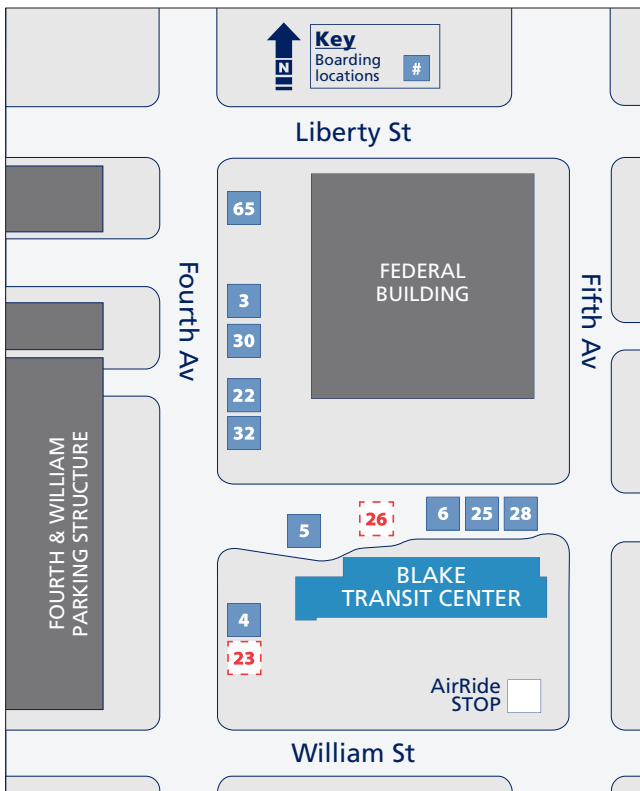 Key
Boarding
locations
#
N
Liberty St
65
FEDERAL
BUILDING
Fourth Av
Fifth Av
3
30
22
32
FOURTH & WILLIAM
PARKING STRUCTURE
5
26
6
25
28
BLAKE
TRANSIT CENTER
4
23
AirRide
STOP
William St